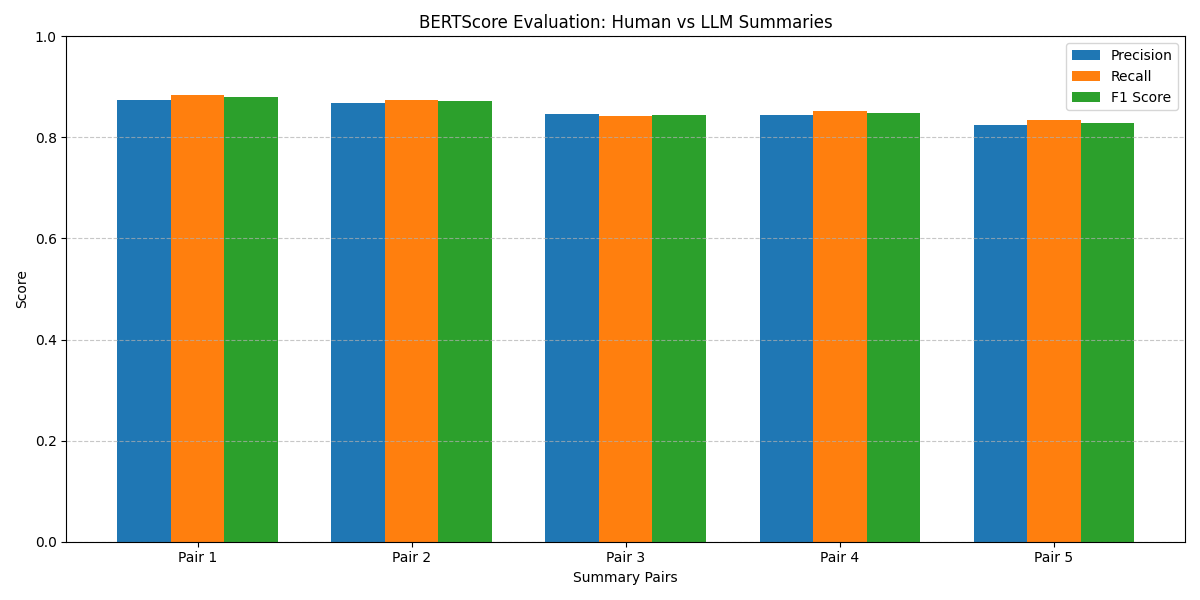 BERTScore Evaluation: Human vs LLM Summaries
Precision
Recall
F1 Score
Score
1.0
0.8
0.6
0.4
0.2
0.0
Pair 1
Pair 2
Pair 3
Pair 4
Pair 5
Summary Pairs